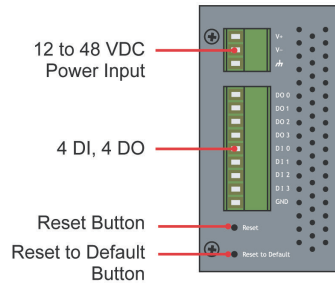 12 to 48 VDC
Power Input
V+
V-
4 DI, 4 DO
DO 0
DO 1
DO 2
DO 3
DI 0
DI 1
DI 2
DI 3
GND
Reset Button
Reset
Reset to Default
Button
Reset to Default